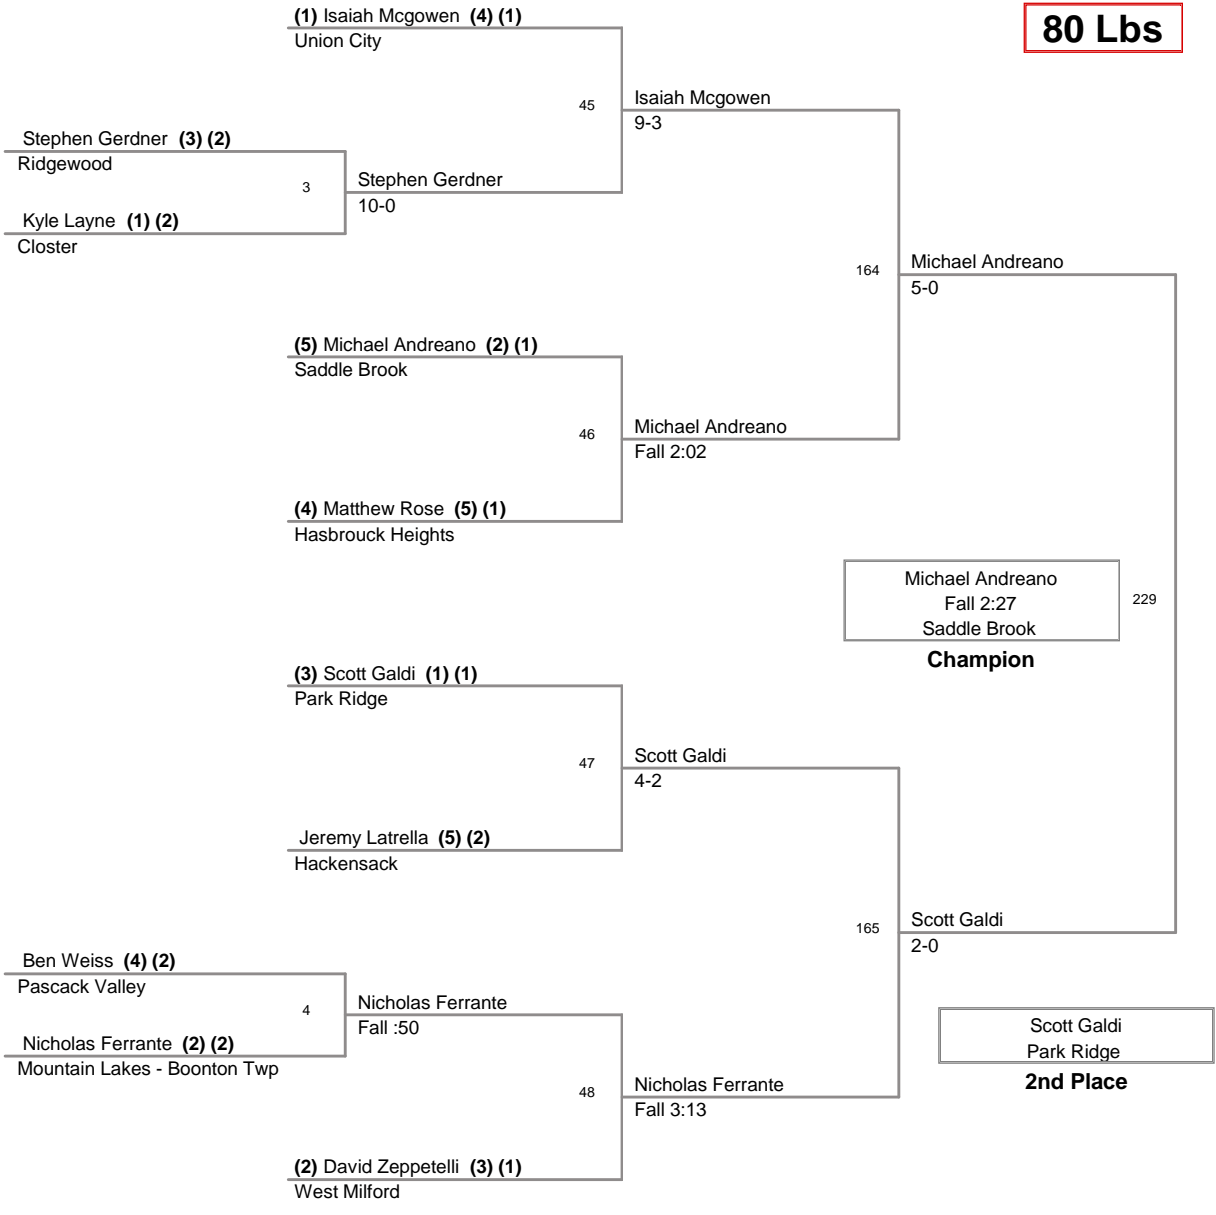 (1) Isaiah Mcgowen (4) (1)
Union City
80 Lbs
45
Isaiah Mcgowen
9-3
Stephen Gerdner (3) (2)
Ridgewood
3
Stephen Gerdner
10-0
Kyle Layne (1) (2)
Closter
164
Michael Andreano
5-0
(5) Michael Andreano (2) (1)
Saddle Brook
46
Michael Andreano
Fall 2:02
(4) Matthew Rose (5) (1)
Hasbrouck Heights
Michael Andreano
Fall 2:27
Saddle Brook
229
Champion
(3) Scott Galdi (1) (1)
Park Ridge
47
Scott Galdi
4-2
Jeremy Latrella (5) (2)
Hackensack
165
Scott Galdi
2-0
Ben Weiss (4) (2)
Pascack Valley
4
Nicholas Ferrante
Fall :50
Nicholas Ferrante (2) (2)
Mountain Lakes - Boonton Twp
Scott Galdi
Park Ridge
2nd Place
48
Nicholas Ferrante
Fall 3:13
(2) David Zeppetelli (3) (1)
West Milford